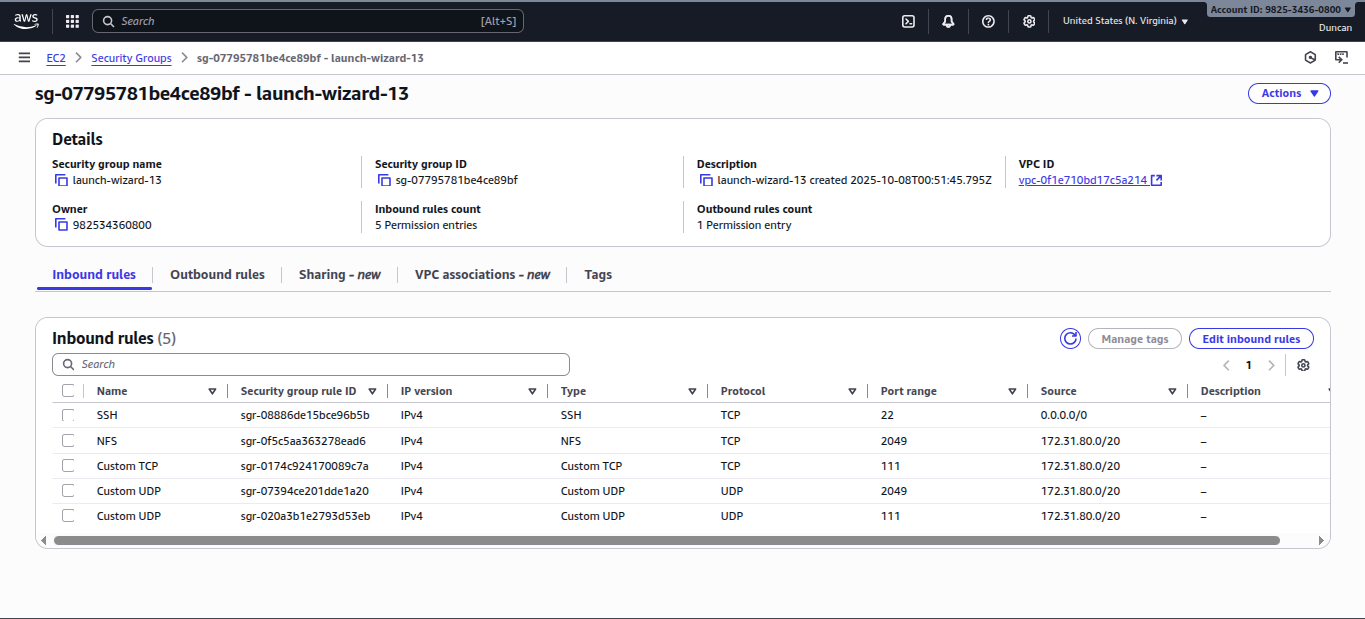 aws Search [Alt+S] United States (N. Virginia) Account ID: 9825-3436-0800
Duncan
EC2 Security Groups sg-07795781be4ce89bf - launch-wizard-13
sg-07795781be4ce89bf - launch-wizard-13 Actions
Details
Security group name Security group ID Description VPC ID
launch-wizard-13 sg-07795781be4ce89bf launch-wizard-13 created 2025-10-08T00:51:45.795Z vpc-0f1e710bd17c5a214
Owner Inbound rules count Outbound rules count
982534360800 5 Permission entries 1 Permission entry
Inbound rules Outbound rules Sharing - new VPC associations - new Tags
Inbound rules (5) Manage tags Edit inbound rules
Search 1
Name Security group rule ID IP version Type Protocol Port range Source Description
SSH sgr-08886de15bce96b5b IPv4 SSH TCP 22 0.0.0.0/0 –
NFS sgr-0f5c5aa363278ead6 IPv4 NFS TCP 2049 172.31.80.0/20 –
Custom TCP sgr-0174c924170089c7a IPv4 Custom TCP TCP 111 172.31.80.0/20 –
Custom UDP sgr-07394ce201dde1a20 IPv4 Custom UDP UDP 2049 172.31.80.0/20 –
Custom UDP sgr-020a3b1e2793d53eb IPv4 Custom UDP UDP 111 172.31.80.0/20 –